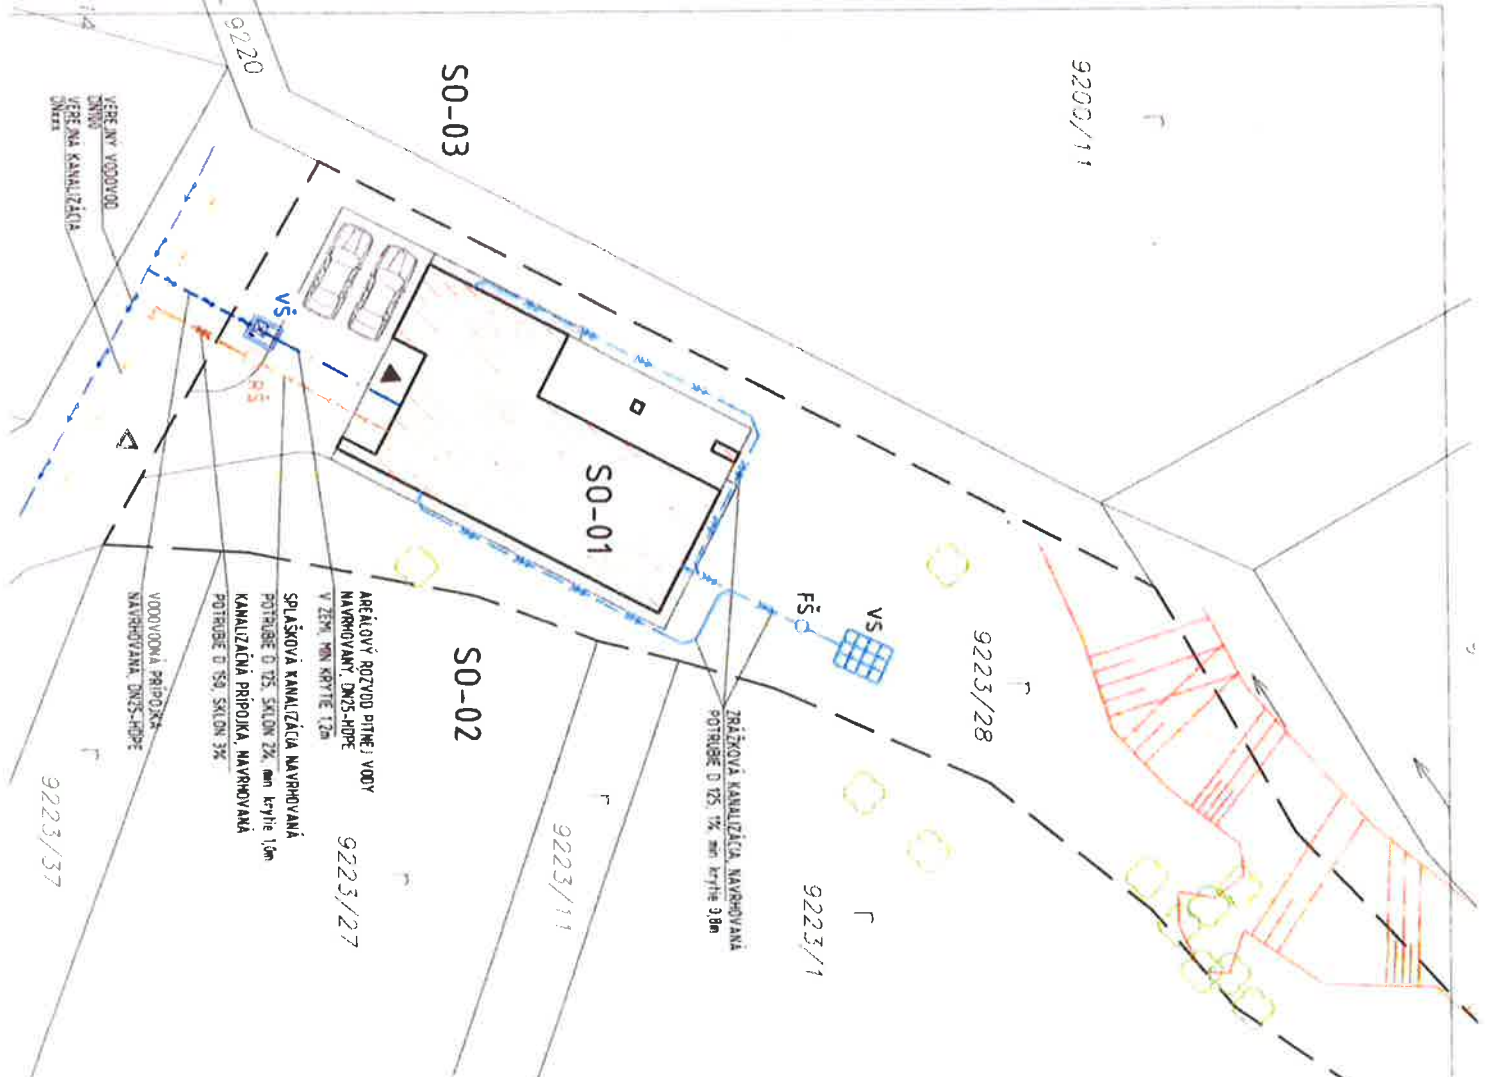 9200/11
9220
SO-03
VEREJNÝ VODOVOD
DN100
VEREJNÁ KANALIZÁCIA
DNxxx
VŠ
SO-01
FŠ
VS
9223/28
SO-02
ZRÁŽKOVÁ KANALIZÁCIA, NAVRHOVANÁ
POTRUBIE D 125, 1%, min krytie 0,8m
9223/1
AREÁLOVÝ ROZVOD PITNEJ VODY
NAVRHOVANÝ, DN25-HDPE
V ZEMI, MIN KRYTIE 1,2m
SPLAŠKOVÁ KANALIZÁCIA NAVRHOVANÁ
POTRUBIE D 125, SKLON 2%, min krytie 1,0m
KANALIZAČNÁ PRÍPOJKA, NAVRHOVANÁ
POTRUBIE D 150, SKLON 3%
VODOVODNÁ PRÍPOJKA
NAVRHOVANÁ, DN25-HDPE
9223/11
9223/27
9223/37